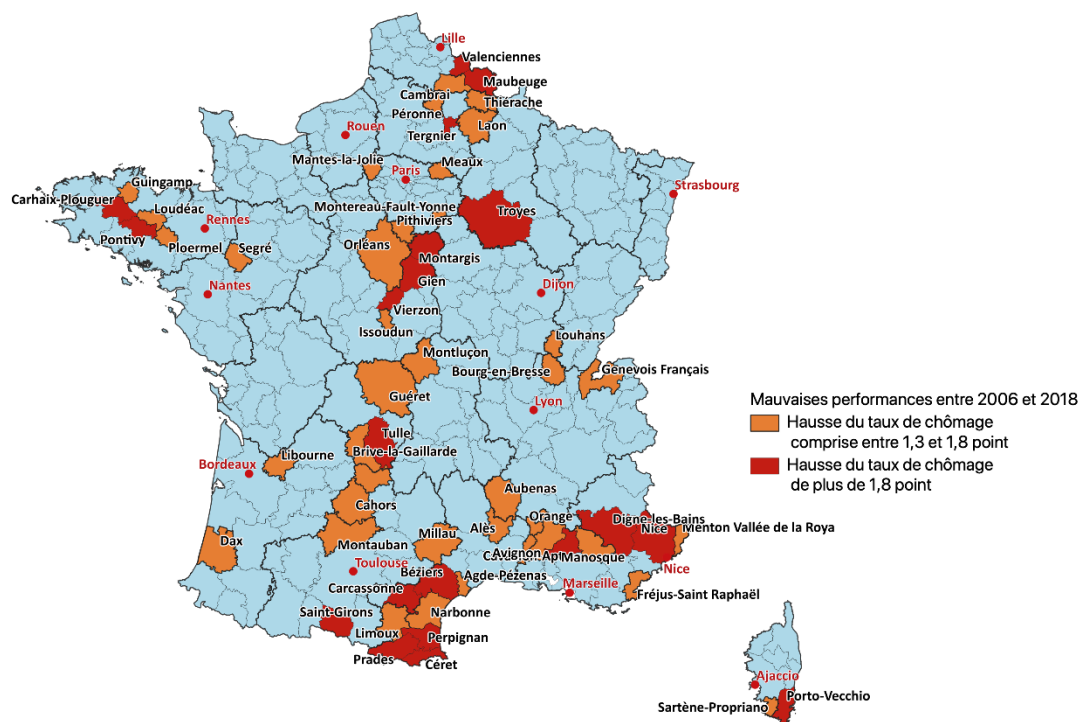 Lille
Valenciennes
Maubeuge
Cambrai
Thiérache
Péronne
Laon
Rouen
Tergnier
Mantes-la-Jolie
Meaux
Paris
Strasbourg
Guingamp
Carhaix-Plouguer
Loudéac
Montereau-Fault-Yonne
Troyes
Pithiviers
Rennes
Pontivy
Ploermel
Segré
Orléans
Montargis
Gien
Nantes
Dijon
Vierzon
Issoudun
Louhans
Montluçon
Bourg-en-Bresse
Genevois Français
Guéret
Lyon
Mauvaises performances entre 2006 et 2018
Hausse du taux de chômage
comprise entre 1,3 et 1,8 point
Hausse du taux de chômage
de plus de 1,8 point
Tulle
Brive-la-Gaillarde
Libourne
Bordeaux
Aubenas
Cahors
Orange
Digne-les-Bains
Alès
Millau
Nice
Menton Vallée de la Roya
Dax
Montauban
Avignon
Apt
Manosque
Toulouse
Béziers
Nice
Agde-Pézenas
Marseille
Carcassonne
Fréjus-Saint Raphaël
Saint-Girons
Narbonne
Limoux
Perpignan
Prades
Céret
Ajaccio
Porto-Vecchio
Sartène-Propriano